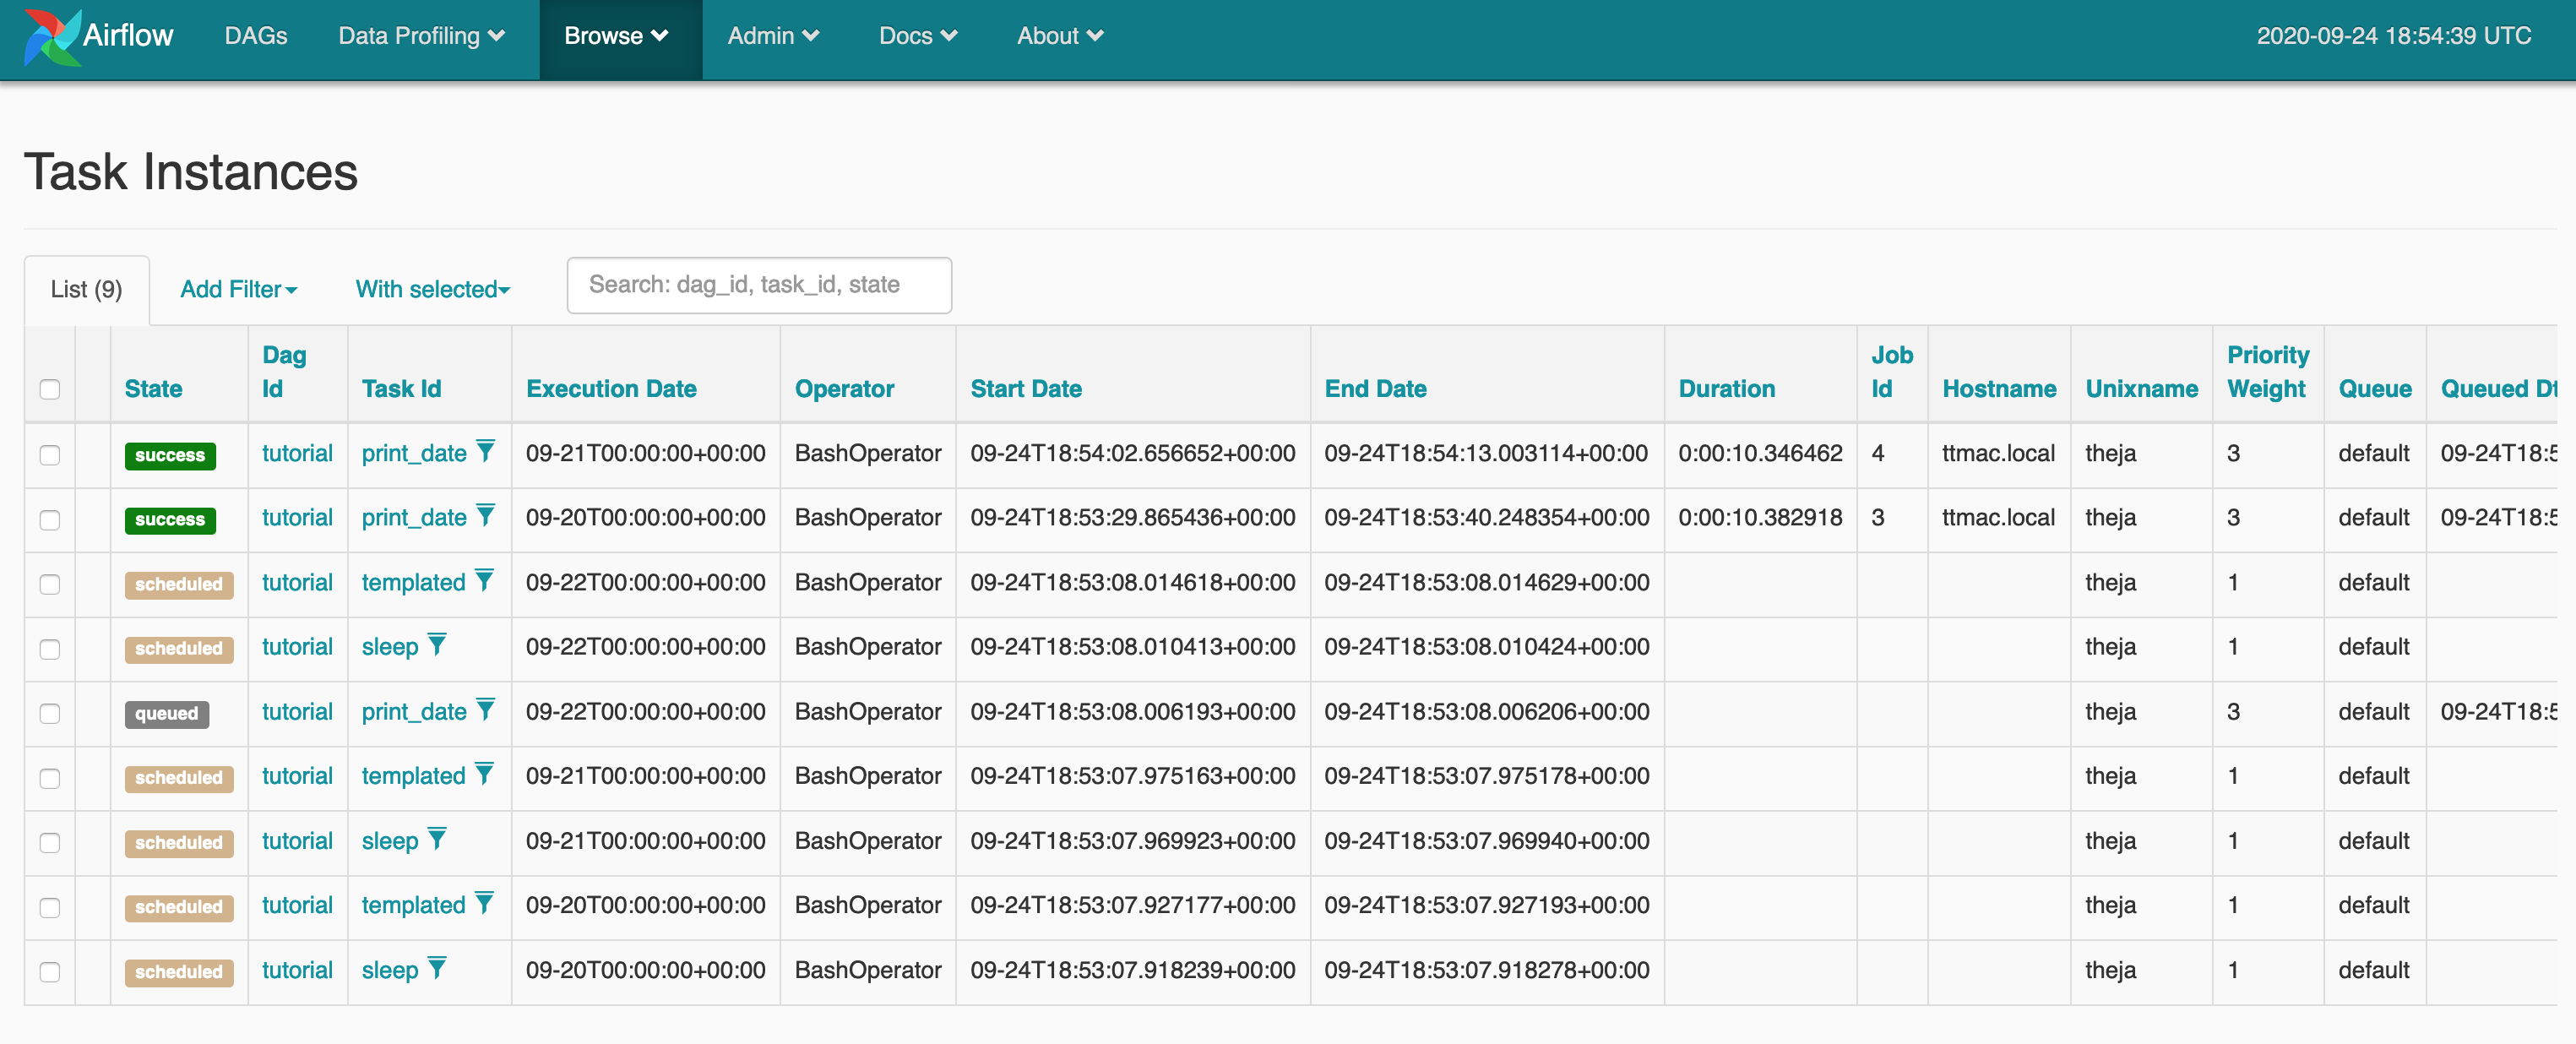 Airflow DAGs Data Profiling Browse Admin Docs About 2020-09-24 18:54:39 UTC
Task Instances
List (9) Add Filter With selected Search: dag_id, task_id, state
State Dag Id Task Id Execution Date Operator Start Date End Date Duration Job Id Hostname Unixname Priority Weight Queue Queued Dt
success tutorial print_date 09-21T00:00:00+00:00 BashOperator 09-24T18:54:02.656652+00:00 09-24T18:54:13.003114+00:00 0:00:10.346462 4 ttmac.local theja 3 default 09-24T18:5
success tutorial print_date 09-20T00:00:00+00:00 BashOperator 09-24T18:53:29.865436+00:00 09-24T18:53:40.248354+00:00 0:00:10.382918 3 ttmac.local theja 3 default 09-24T18:5
scheduled tutorial templated 09-22T00:00:00+00:00 BashOperator 09-24T18:53:08.014618+00:00 09-24T18:53:08.014629+00:00 theja 1 default
scheduled tutorial sleep 09-22T00:00:00+00:00 BashOperator 09-24T18:53:08.010413+00:00 09-24T18:53:08.010424+00:00 theja 1 default
queued tutorial print_date 09-22T00:00:00+00:00 BashOperator 09-24T18:53:08.006193+00:00 09-24T18:53:08.006206+00:00 theja 3 default 09-24T18:5
scheduled tutorial templated 09-21T00:00:00+00:00 BashOperator 09-24T18:53:07.975163+00:00 09-24T18:53:07.975178+00:00 theja 1 default
scheduled tutorial sleep 09-21T00:00:00+00:00 BashOperator 09-24T18:53:07.969923+00:00 09-24T18:53:07.969940+00:00 theja 1 default
scheduled tutorial templated 09-20T00:00:00+00:00 BashOperator 09-24T18:53:07.927177+00:00 09-24T18:53:07.927193+00:00 theja 1 default
scheduled tutorial sleep 09-20T00:00:00+00:00 BashOperator 09-24T18:53:07.918239+00:00 09-24T18:53:07.918278+00:00 theja 1 default